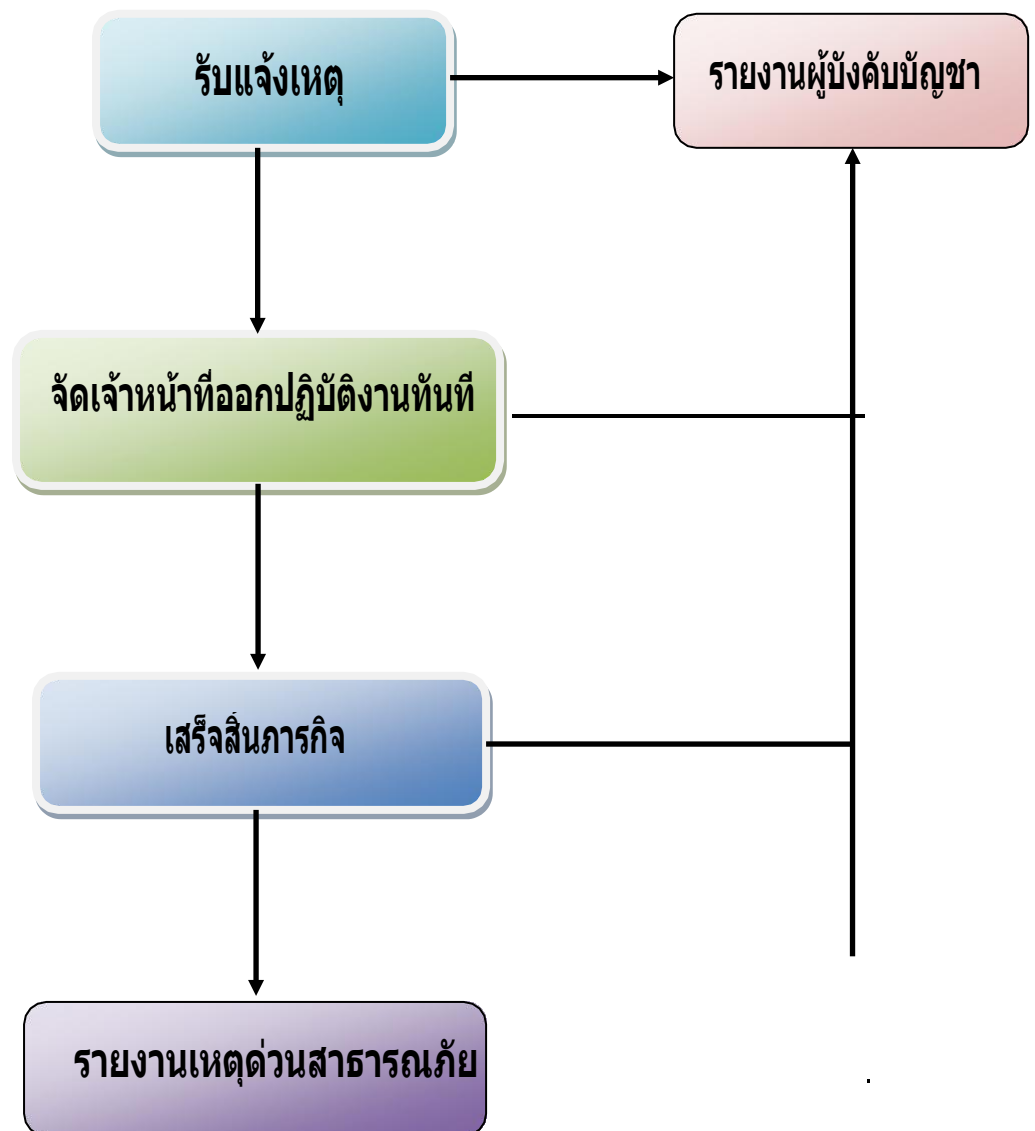 รับแจ้งเหตุ
รายงานผู้บังคับบัญชา
จัดเจ้าหน้าที่ออกปฏิบัติงานทันที
เสร็จสิ้นภารกิจ
รายงานเหตุด่วนสาธารณภัย